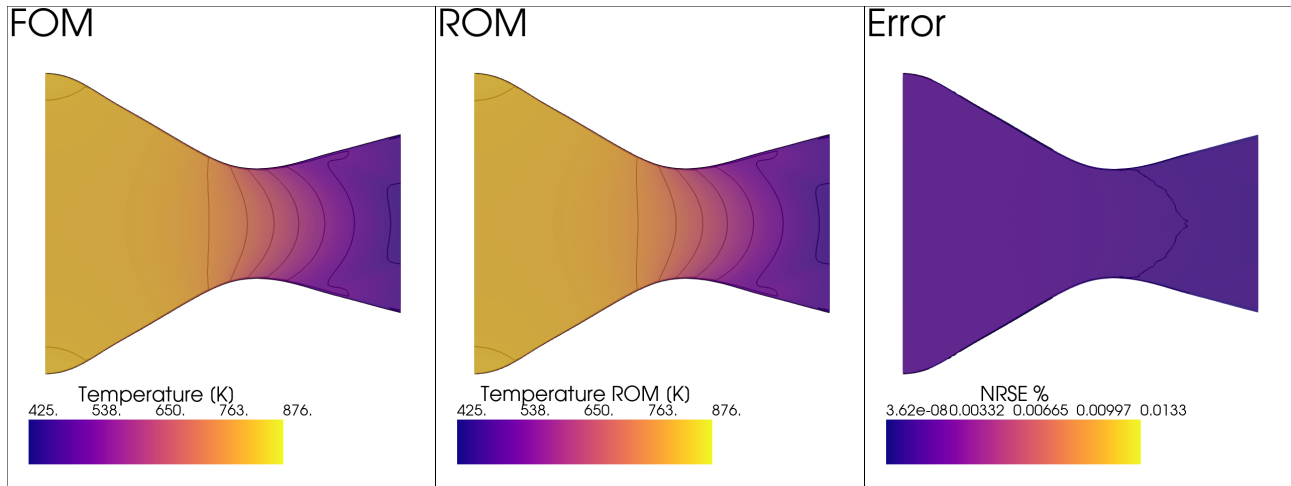 FOM
Temperature (K)
425. 538. 650. 763. 876.
ROM
Temperature ROM (K)
425. 538. 650. 763. 876.
Error
NRSE %
3.62e-08 0.00332 0.00665 0.00997 0.0133